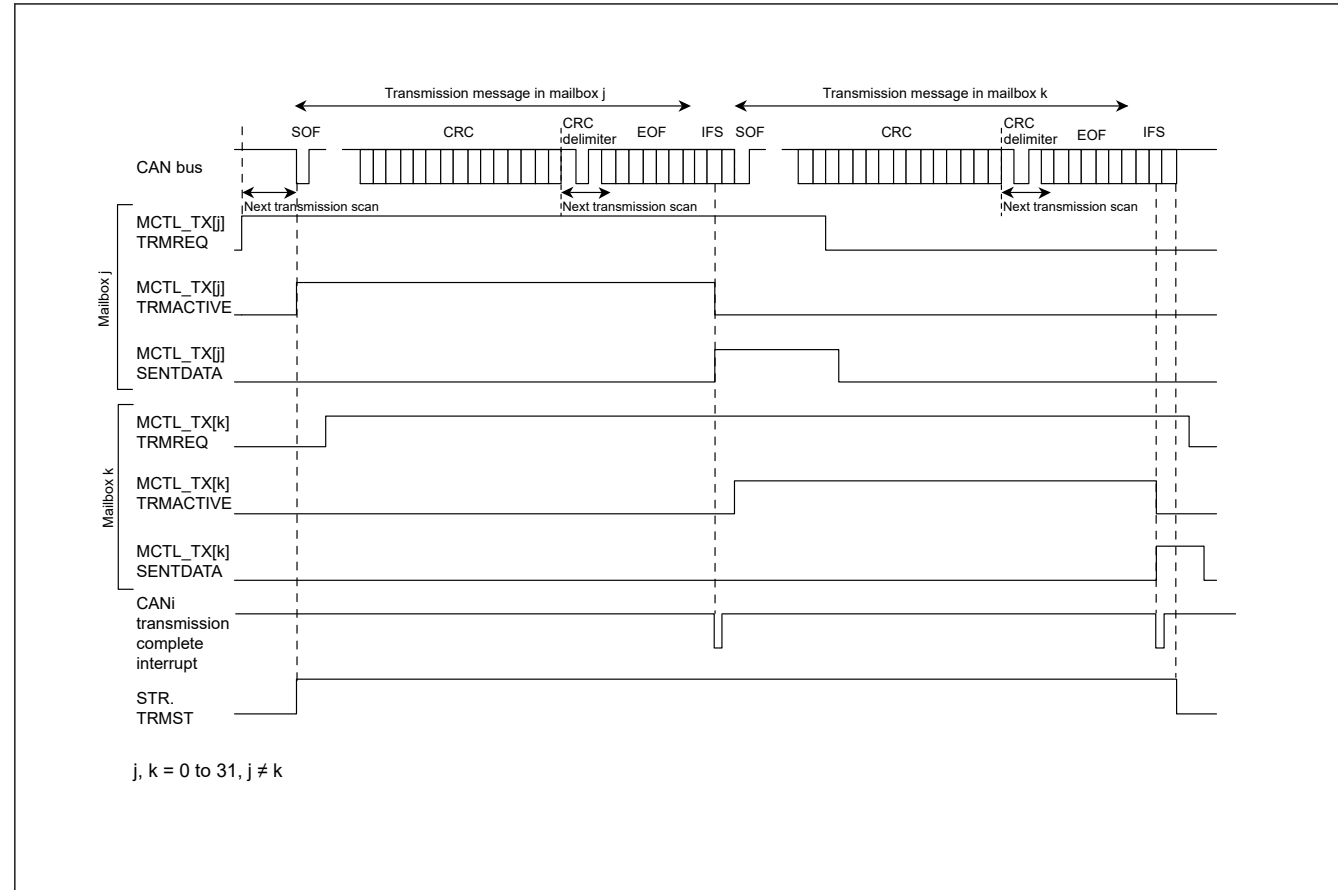 Transmission message in mailbox j
Transmission message in mailbox k
SOF
CRC
CRC
delimiter
EOF
IFS
SOF
CRC
CRC
delimiter
EOF
IFS
CAN bus
Next transmission scan
Next transmission scan
Next transmission scan
Mailbox j
MCTL_TX[j]
TRMREQ
MCTL_TX[j]
TRMACTIVE
MCTL_TX[j]
SENTDATA
Mailbox k
MCTL_TX[k]
TRMREQ
MCTL_TX[k]
TRMACTIVE
MCTL_TX[k]
SENTDATA
CANi
transmission
complete
interrupt
STR.
TRMST
j, k = 0 to 31, j ≠ k